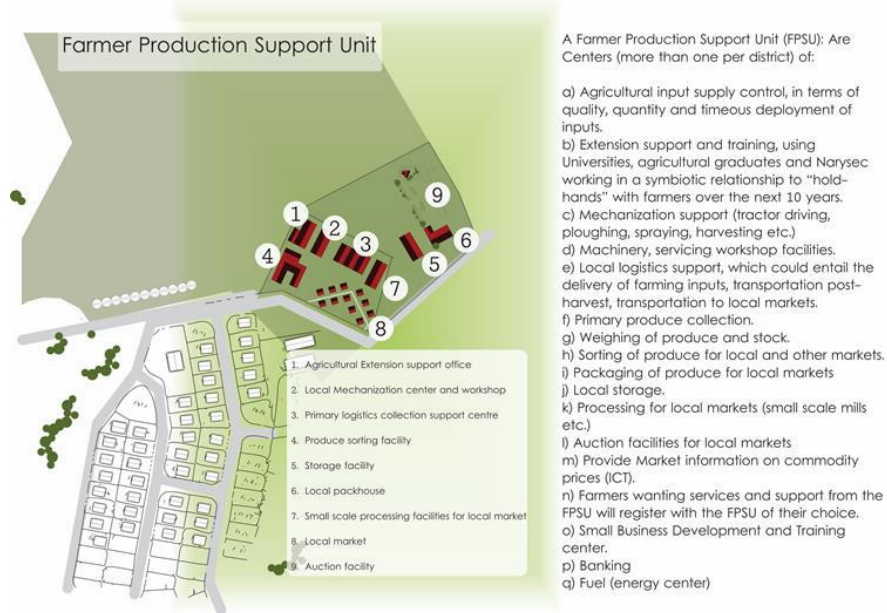 Farmer Production Support Unit
1
2
3
4
5
6
7
8
9
1. Agricultural Extension support office
2. Local Mechanization center and workshop
3. Primary logistics collection support centre
4. Produce sorting facility
5. Storage facility
6. Local packhouse
7. Small scale processing facilities for local market
8. Local market
9. Auction facility
A Farmer Production Support Unit (FPSU): Are
Centers (more than one per district) of:
a) Agricultural input supply control, in terms of
quality, quantity and timeous deployment of
inputs.
b) Extension support and training, using
Universities, agricultural graduates and Narysec
working in a symbiotic relationship to “hold-
hands” with farmers over the next 10 years.
c) Mechanization support (tractor driving,
ploughing, spraying, harvesting etc.)
d) Machinery, servicing workshop facilities.
e) Local logistics support, which could entail the
delivery of farming inputs, transportation post-
harvest, transportation to local markets.
f) Primary produce collection.
g) Weighing of produce and stock.
h) Sorting of produce for local and other markets.
i) Packaging of produce for local markets
j) Local storage.
k) Processing for local markets (small scale mills
etc.)
l) Auction facilities for local markets
m) Provide Market information on commodity
prices (ICT).
n) Farmers wanting services and support from the
FPSU will register with the FPSU of their choice.
o) Small Business Development and Training
center.
p) Banking
q) Fuel (energy center)